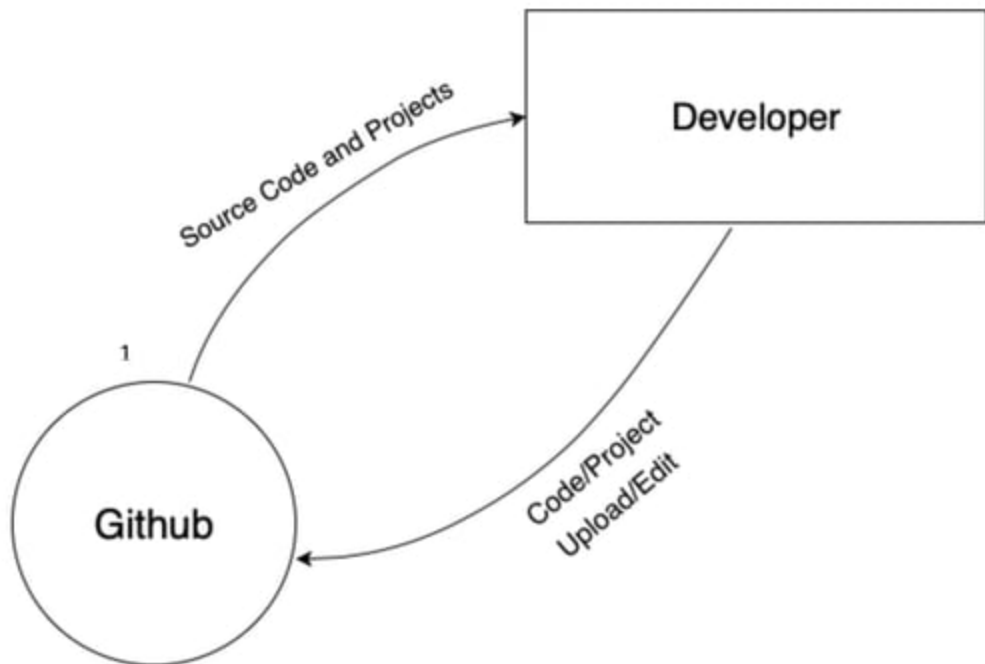 Developer
Source Code and Projects
1
Github
Code/Project
Upload/Edit